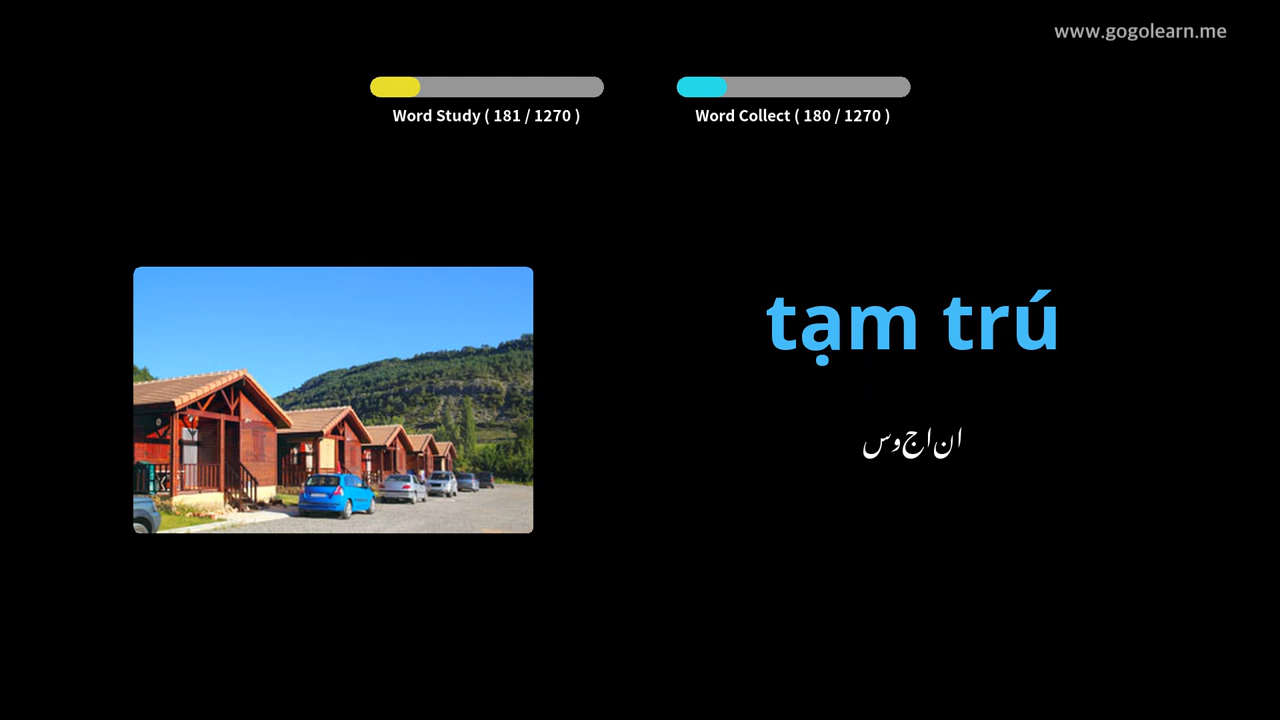 www.gogolearn.me
Word Study ( 181 / 1270 )
Word Collect ( 180 / 1270 )
tạm trú
ان اج وس